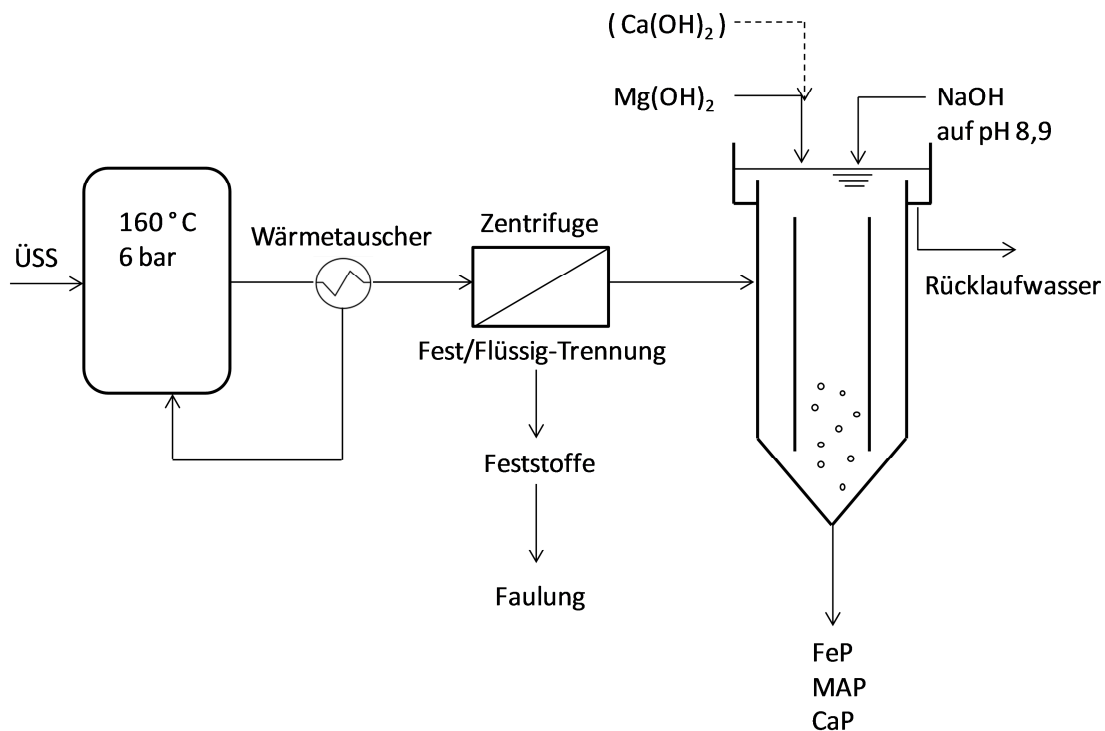 ( Ca(OH)₂ )
Mg(OH)₂
NaOH
auf pH 8,9
160 °C
6 bar
ÜSS
Wärmetauscher
Zentrifuge
Fest/Flüssig-Trennung
Rücklaufwasser
Feststoffe
Faulung
FeP
MAP
CaP